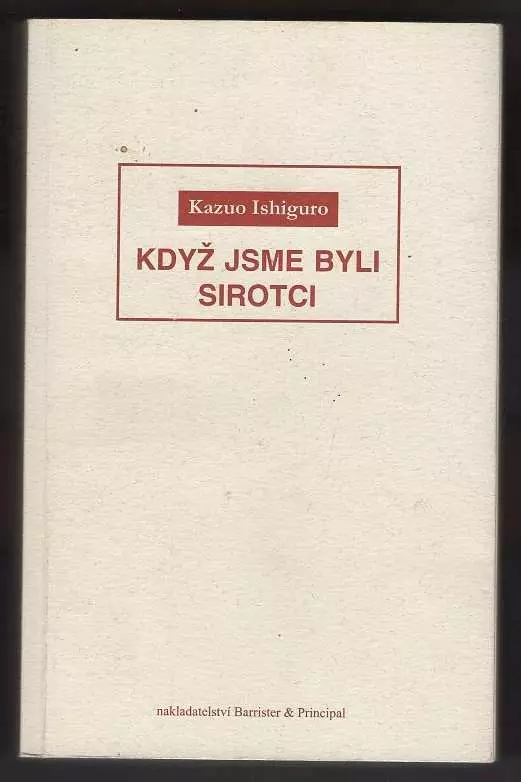 Kazuo Ishiguro
KDYŽ JSME BYLI
SIROTCI
nakladatelství Barrister & Principal